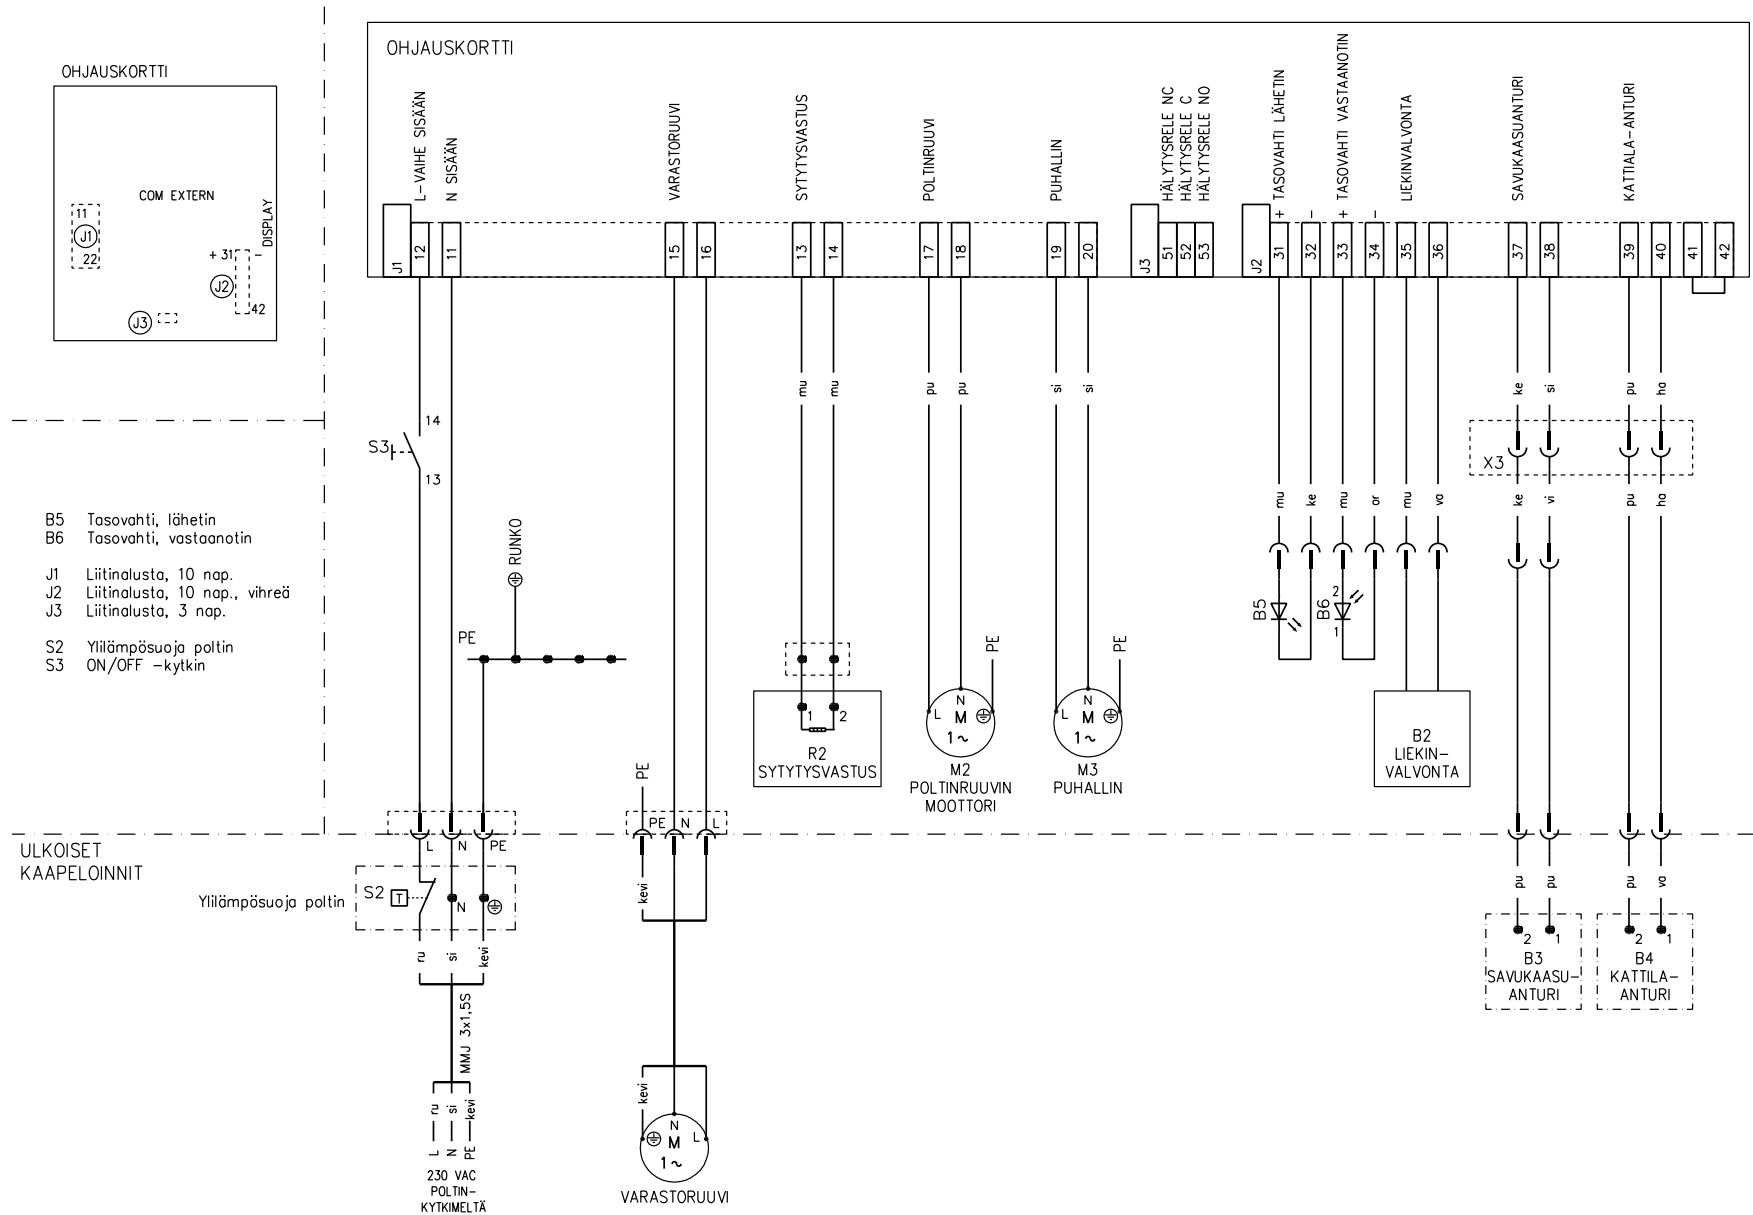 OHJAUSKORTTI
COM EXTERN
11
J1
22
DISPLAY
+ 31 -
J2
42
J3
OHJAUSKORTTI
L-VAIHE SISÄÄN
N SISÄÄN
VARASTORUUVI
SYTYTYSVASTUS
POLTINRUUVI
PUHALLIN
HÄLYTYSRELE NC
HÄLYTYSRELE C
HÄLYTYSRELE NO
+ TASOVAHTI LÄHETIN
-
+ TASOVAHTI VASTAANOTIN
-
LIEKINVALVONTA
SAVUKAASUANTURI
KATTIALA-ANTURI
J1 12 11 15 16 13 14 17 18 19 20 J3 51 52 53 J2 31 32 33 34 35 36 37 38 39 40 41 42
mu mu pu pu si si ke si pu ha
14
S3
13
X3
mu ke mu or mu va ke vi pu ha
B5 Tasovahti, lähetin
B6 Tasovahti, vastaanotin
J1 Liitinalusta, 10 nap.
J2 Liitinalusta, 10 nap., vihreä
J3 Liitinalusta, 3 nap.
S2 Ylilämpösuoja poltin
S3 ON/OFF -kytkin
RUNKO
PE
B5
B6
2
1
1 2
R2
SYTYTYSVASTUS
PE
L N
M
1~
M2
POLTINRUUVIN
MOOTTORI
PE
L N
M
1~
M3
PUHALLIN
B2
LIEKIN-
VALVONTA
PE
PE N L
L N PE
ULKOISET
KAAPELOINNIT
Ylilämpösuoja poltin
S2 T N
kevi
ru si kevi
MMJ 3x1,5S
ru si kevi
L N PE
230 VAC
POLTIN-
KYTKIMELTÄ
kevi
N
M L
1~
VARASTORUUVI
pu pu pu va
2 1
B3
SAVUKAASU-
ANTURI
2 1
B4
KATTILA-
ANTURI